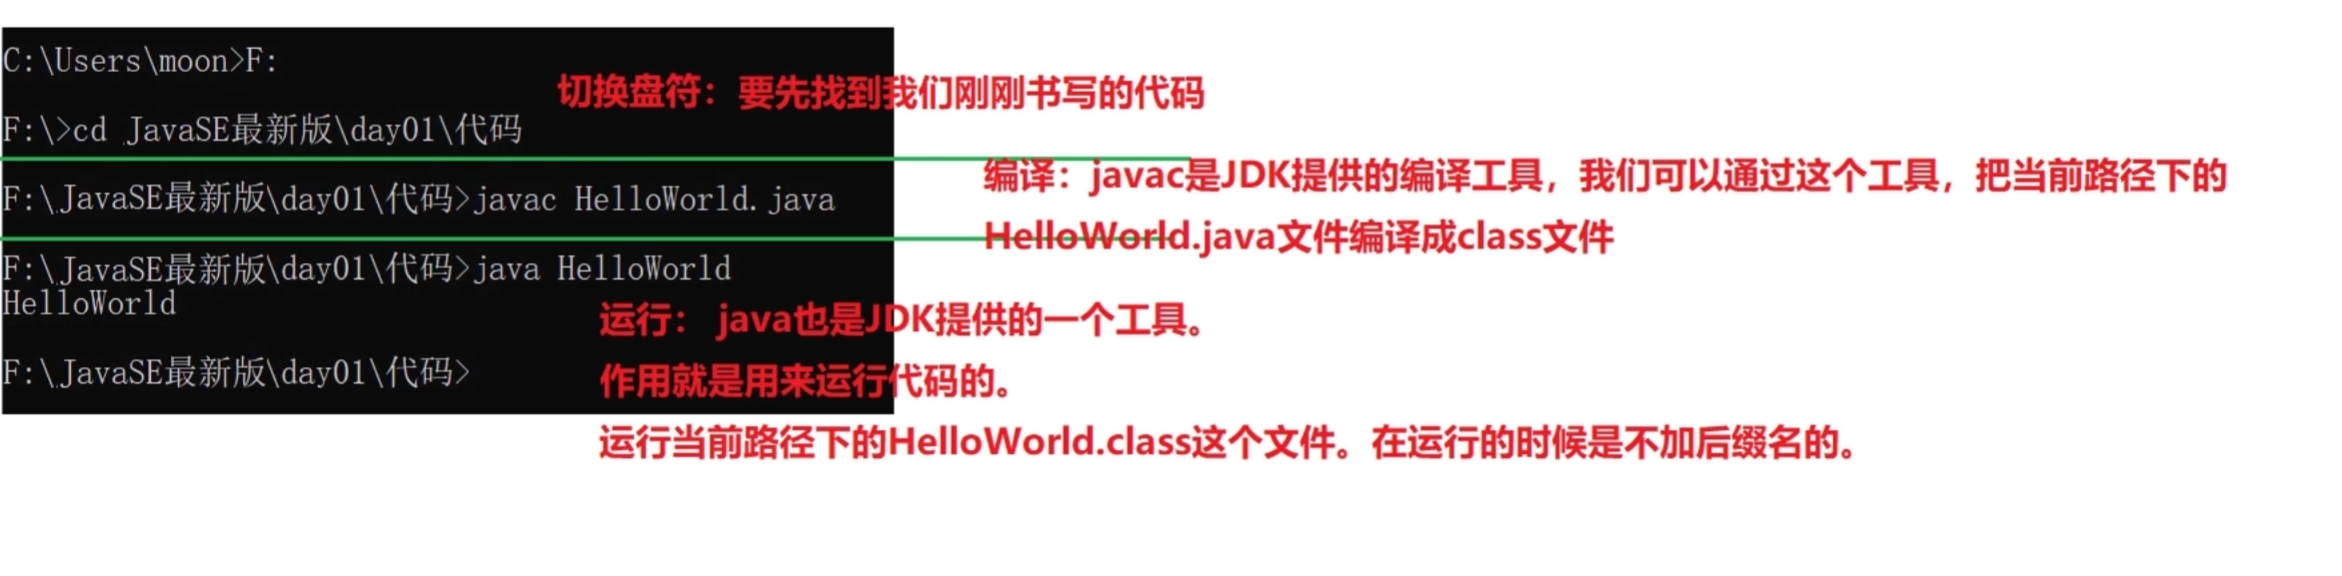 C:\Users\moon>F:
切换盘符：要先找到我们刚刚书写的代码
F:\>cd JavaSE最新版\day01\代码
F:\JavaSE最新版\day01\代码>javac HelloWorld.java
编译：javac是JDK提供的编译工具，我们可以通过这个工具，把当前路径下的
HelloWorld.java文件编译成class文件
F:\JavaSE最新版\day01\代码>java HelloWorld
HelloWorld
运行： java也是JDK提供的一个工具。
作用就是用来运行代码的。
F:\JavaSE最新版\day01\代码>
运行当前路径下的HelloWorld.class这个文件。在运行的时候是不加后缀名的。